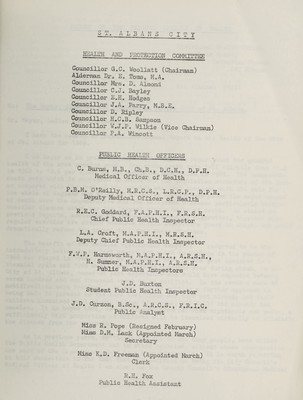 ST. ALBANS CITY
HEALTH AND PROTECTION COMMITTEE
Councillor G.C. Woollatt (Chairman)
Alderman Dr. E. Toms, M.A.
Councillor Mrs. D. Almond
Councillor C.J. Bayley
Councillor E.K. Hodges
Councillor J.A. Parry, M.B.E.
Councillor D. Ripley
Councillor H.C.B. Sampson
Councillor W.J.P. Wilkie (Vice Chairman)
Councillor P.A. Wincott
PUBLIC HEALTH OFFICERS
C. Burns, M.D., Ch.B., D.C.H., D.P.H.
Medical Officer of Health
P.B.M. O'Reilly, M.R.C.S., L.R.C.P., D.P.H.
Deputy Medical Officer of Health
R.E.C. Goddard, F.A.P.H.I., F.R.S.H.
Chief Public Health Inspector
L.A. Croft, M.A.P.H.I., M.R.S.H.
Deputy Chief Public Health Inspector
F.W.P. Harmsworth, M.A.P.H.I., A.R.S.H.,
H. Sumner, M.A.P.H.I., A.R.S.H.
Public Health Inspectors
J.D. Buxton
Student Public Health Inspector
J.D. Curzon, B.Sc., A.R.C.S., F.R.I.C.
Public Analyst
Miss H. Pope (Resigned February)
Miss D.M. Lack (Appointed March)
Secretary
Miss K.D. Freeman (Appointed March)
Clerk
R.H. Fox
Public Health Assistant